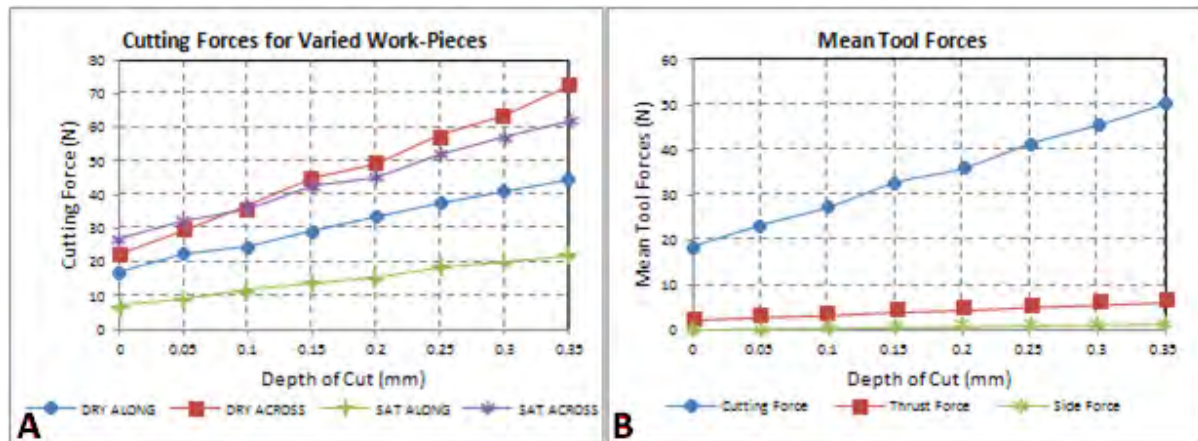 Cutting Forces for Varied Work-Pieces
Cutting Force (N)
80
70
60
50
40
30
20
10
0
0 0.05 0.1 0.15 0.2 0.25 0.3 0.35
Depth of Cut (mm)
DRY ALONG DRY ACROSS SAT ALONG SAT ACROSS
A
Mean Tool Forces
Mean Tool Forces (N)
60
50
40
30
20
10
0
0 0.05 0.1 0.15 0.2 0.25 0.3 0.35
Depth of Cut (mm)
Cutting Force Thrust Force Side Force
B